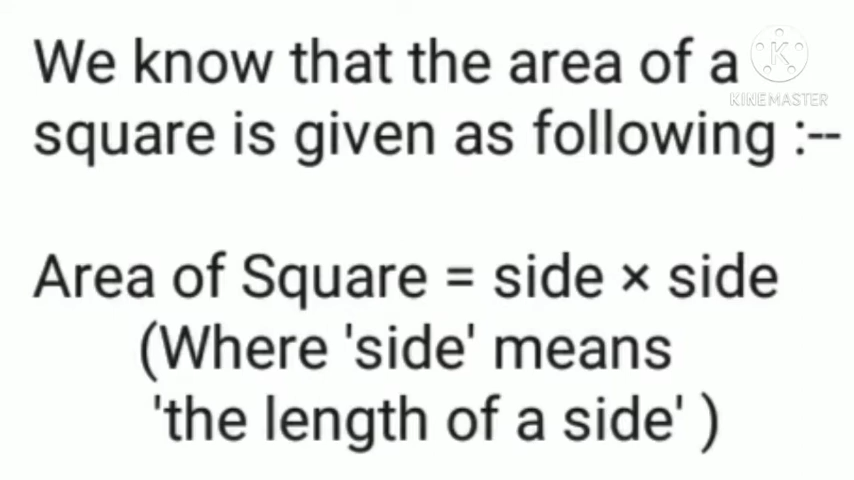 We know that the area of a
KINEMASTER
square is given as following :--
Area of Square = side × side
(Where 'side' means
'the length of a side' )